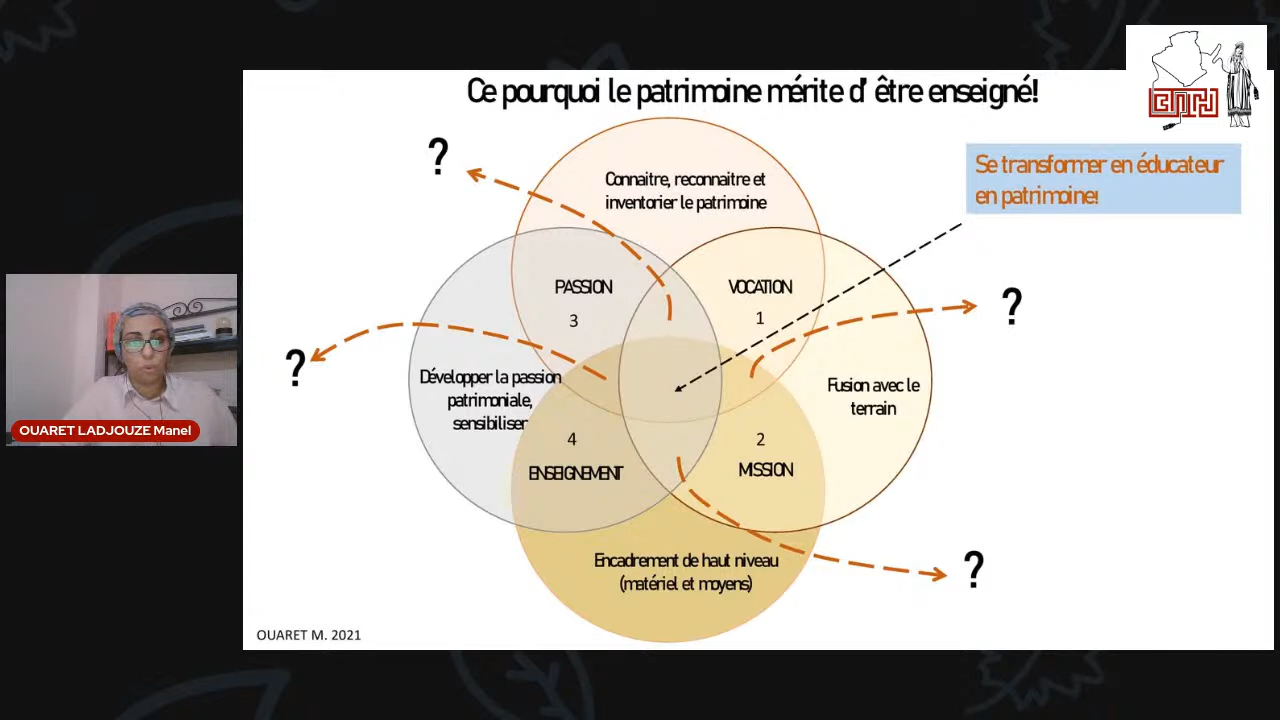 Ce pourquoi le patrimoine mérite d' être enseigné!
?
Connaitre, reconnaitre et
inventorier le patrimoine
Se transformer en éducateur
en patrimoine!
PASSION
3
VOCATION
1
?
?
Développer la passion
patrimoniale,
sensibiliser
Fusion avec le
terrain
4
ENSEIGNEMENT
2
MISSION
OUARET LADJOUZE Manel
Encadrement de haut niveau
(matériel et moyens)
?
OUARET M. 2021